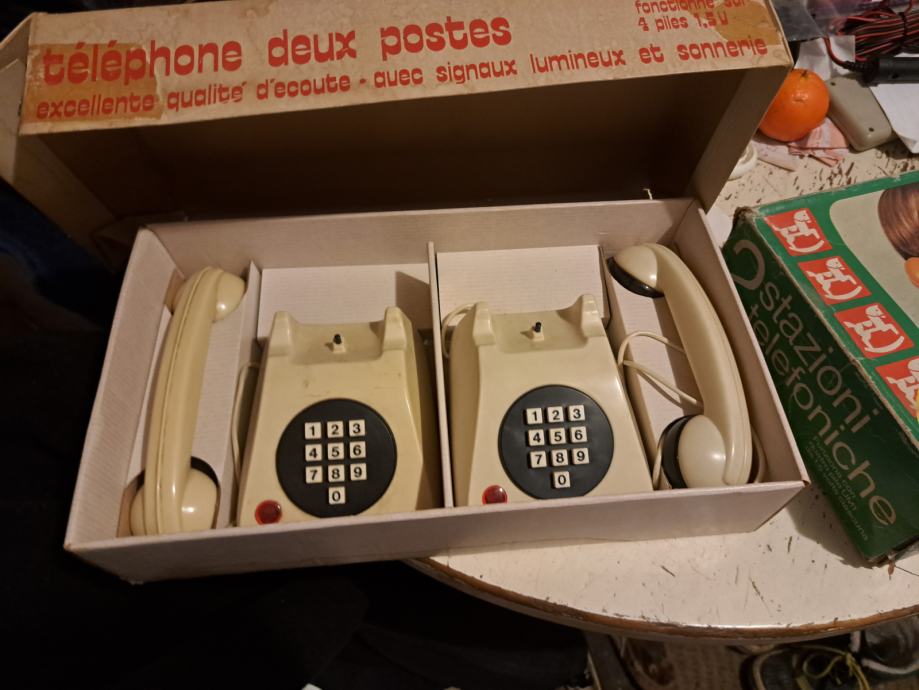 fonctionne sur
4 piles 1,5 V
téléphone deux postes
excellente qualité d'écoute - avec signaux lumineux et sonnerie
1 2 3
4 5 6
7 8 9
0
1 2 3
4 5 6
7 8 9
0
2 stazioni
telefoniche